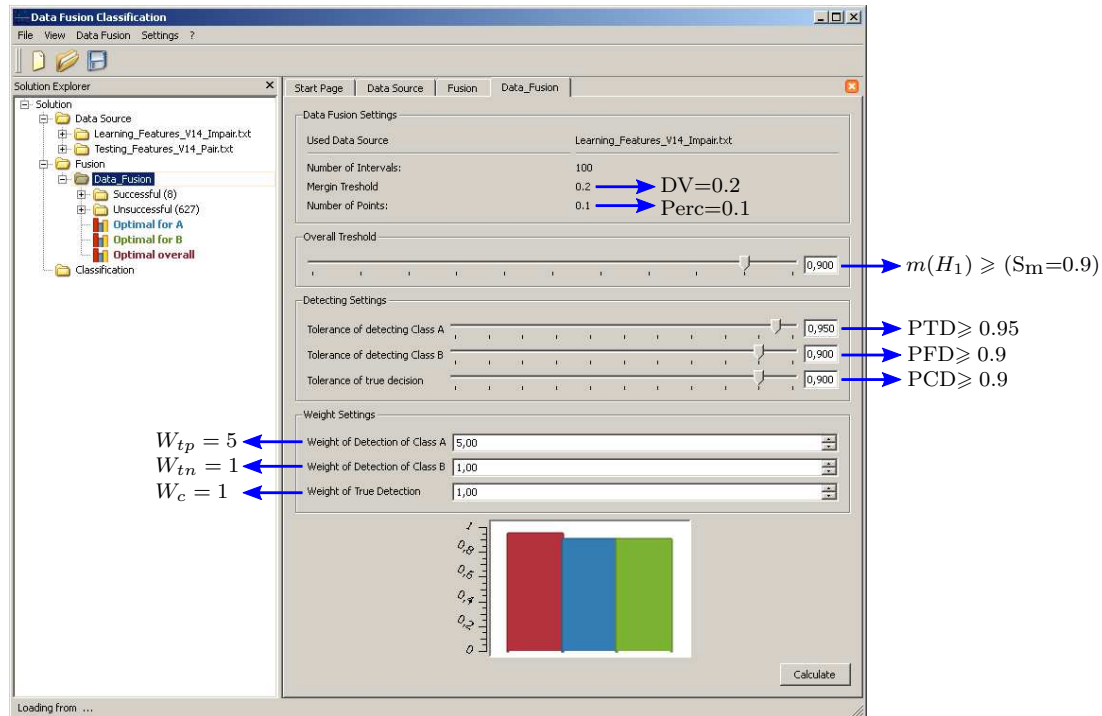 Data Fusion Classification
File View Data Fusion Settings ?
Solution Explorer
Solution
Data Source
Learning_Features_V14_Impair.txt
Testing_Features_V14_Pair.txt
Fusion
Data_Fusion
Successful (8)
Unsuccessful (627)
Optimal for A
Optimal for B
Optimal overall
Classification
Start Page Data Source Fusion Data_Fusion
Data Fusion Settings
Used Data Source Learning_Features_V14_Impair.txt
Number of Intervals: 100
Mergin Treshold 0.2 DV=0.2
Number of Points: 0.1 Perc=0.1
Overall Treshold
0,900 m(H₁) ⩾ (Sm=0.9)
Detecting Settings
Tolerance of detecting Class A 0,950 PTD⩾ 0.95
Tolerance of detecting Class B 0,900 PFD⩾ 0.9
Tolerance of true decision 0,900 PCD⩾ 0.9
Weight Settings
W_tp = 5 Weight of Detection of Class A 5,00
W_tn = 1 Weight of Detection of Class B 1,00
W_c = 1 Weight of True Detection 1,00
1
0,8
0,6
0,4
0,2
0
Calculate
Loading from ...